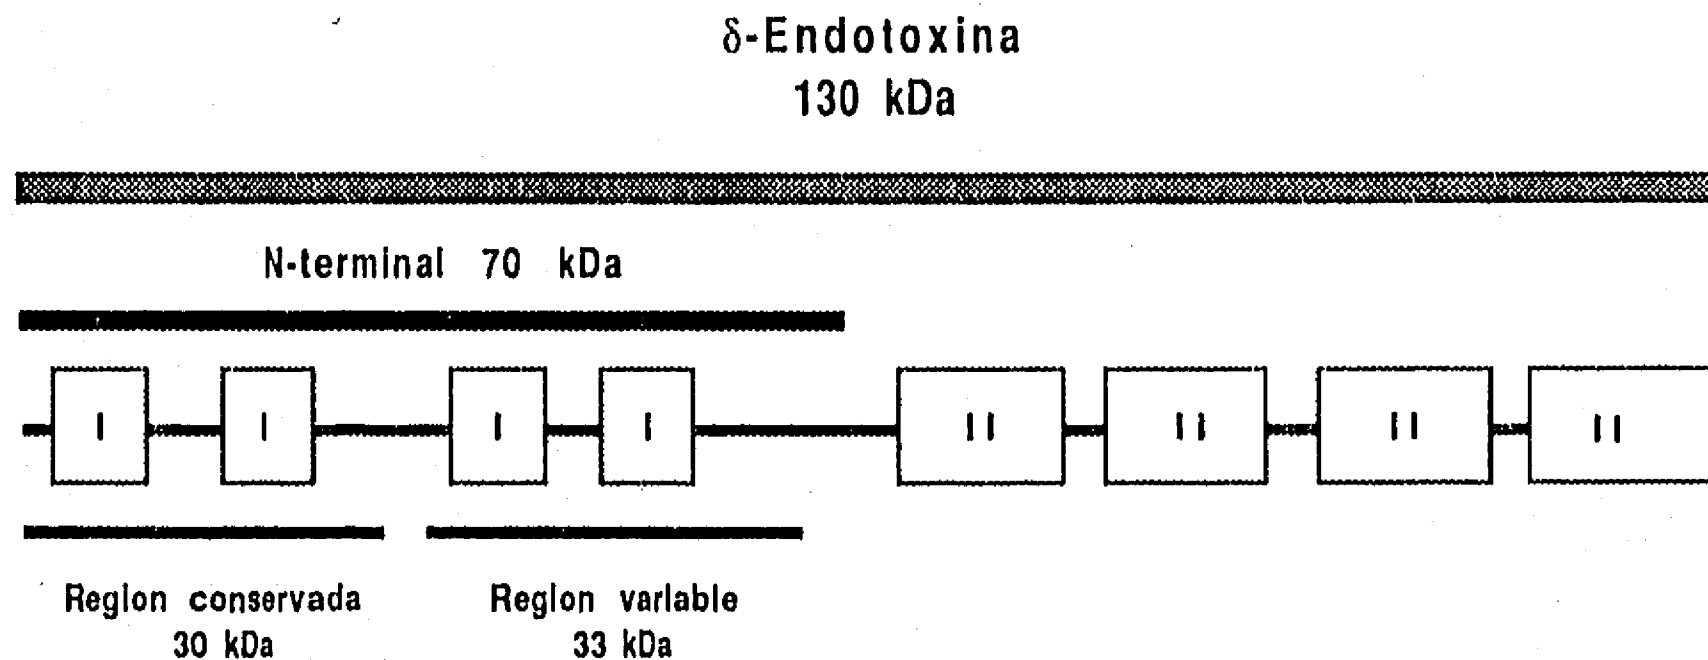 δ-Endotoxina
130 kDa
N-terminal 70 kDa
I I I I II II II II
Region conservada Region variable
30 kDa 33 kDa